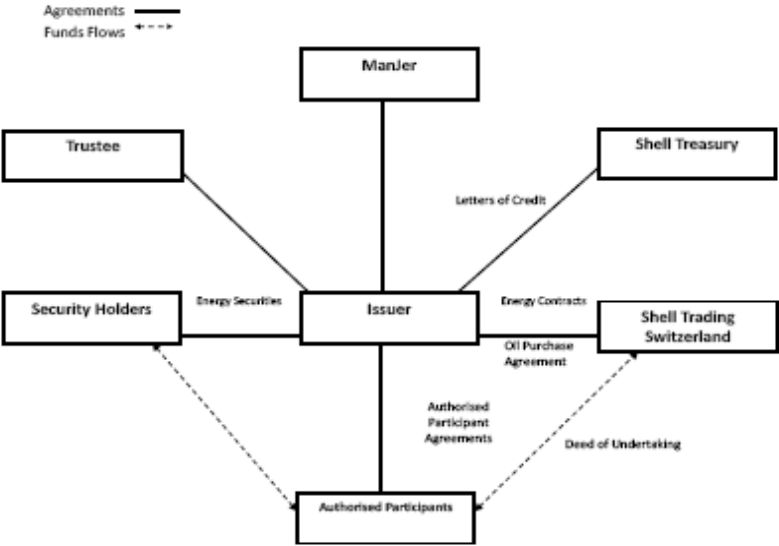 Agreements
Funds Flows
ManJer
Trustee
Shell Treasury
Letters of Credit
Security Holders
Energy Securities
Issuer
Energy Contracts
Shell Trading
Switzerland
Oil Purchase
Agreement
Authorised
Participant
Agreements
Deed of Undertaking
Authorised Participants